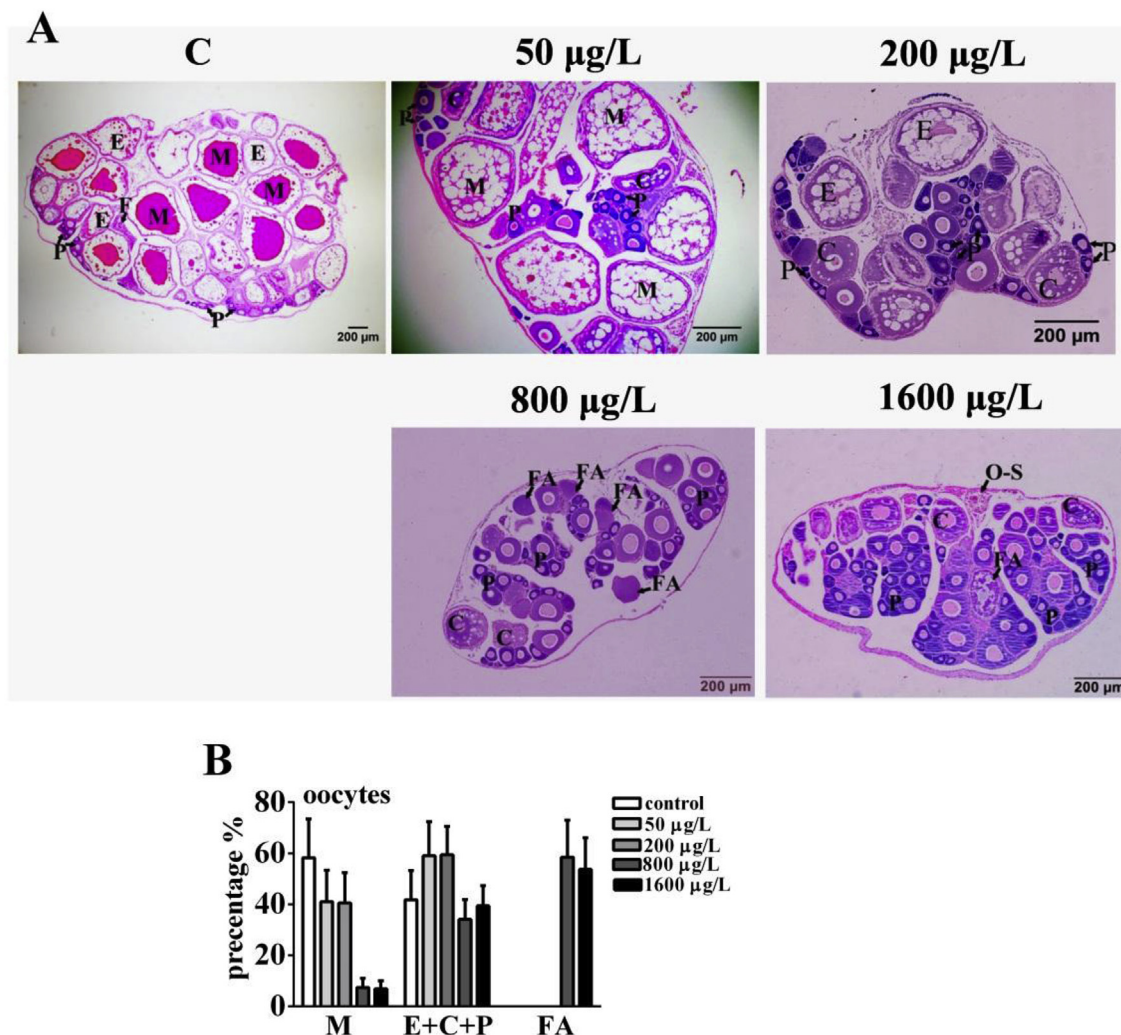 A
C
50 μg/L
200 μg/L
E
M
E
M
E
F
M
P
P
200 μm
P
C
M
M
C
P
P
M
200 μm
E
E
C
P
P
P
C
200 μm
800 μg/L
1600 μg/L
FA
FA
FA
P
P
P
FA
C
C
200 μm
O-S
C
C
FA
P
P
P
200 μm
B
oocytes
precentage %
80
60
40
20
0
M
E+C+P
FA
control
50 μg/L
200 μg/L
800 μg/L
1600 μg/L